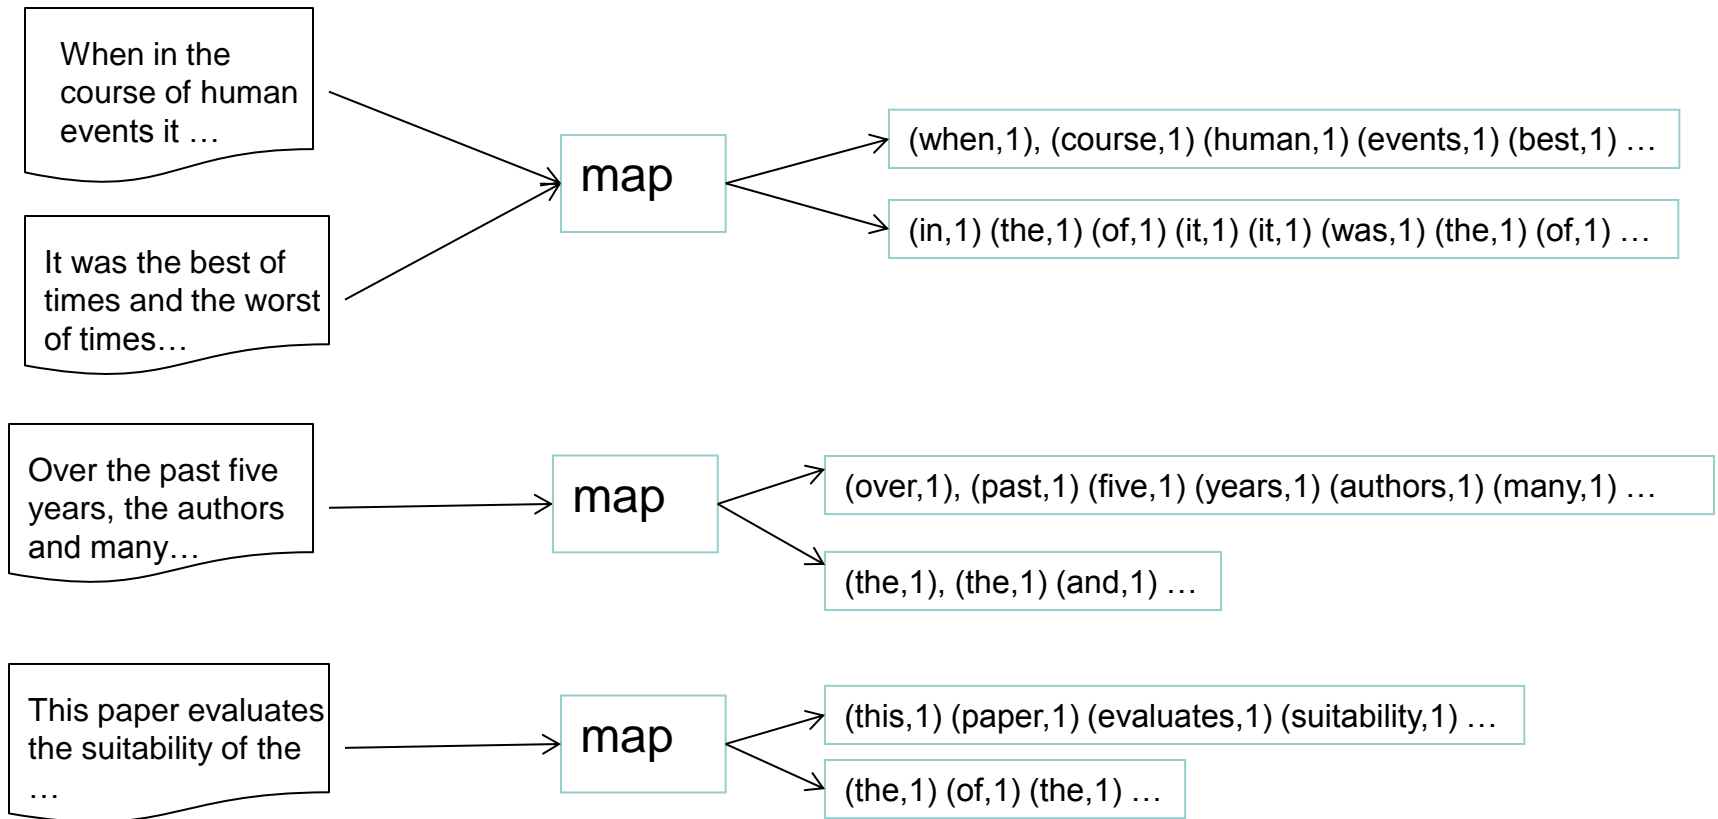 When in the
course of human
events it …
map
(when,1), (course,1) (human,1) (events,1) (best,1) …
(in,1) (the,1) (of,1) (it,1) (it,1) (was,1) (the,1) (of,1) …
It was the best of
times and the worst
of times…
Over the past five
years, the authors
and many…
map
(over,1), (past,1) (five,1) (years,1) (authors,1) (many,1) …
(the,1), (the,1) (and,1) …
This paper evaluates
the suitability of the
…
map
(this,1) (paper,1) (evaluates,1) (suitability,1) …
(the,1) (of,1) (the,1) …